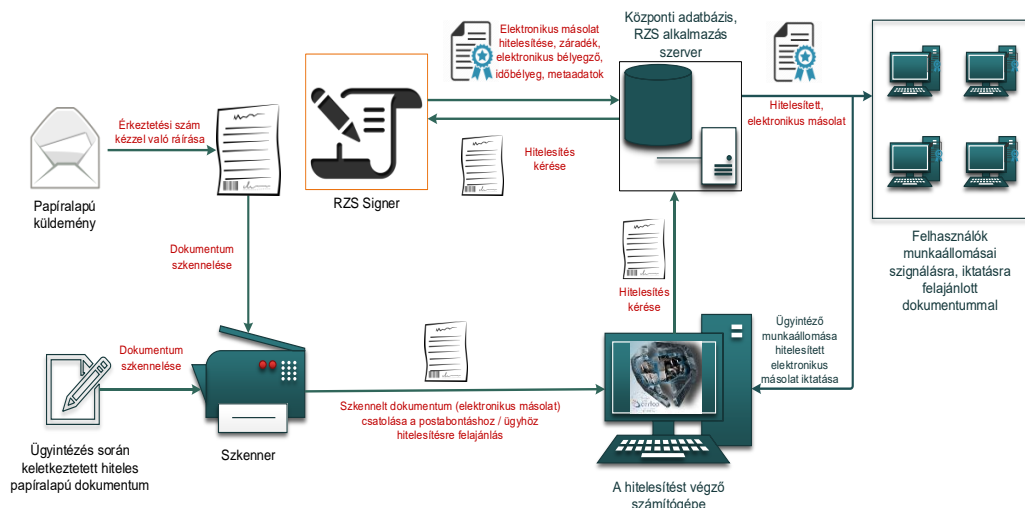 Elektronikus másolat
hitelesítése, záradék,
elektronikus bélyegző,
időbélyeg, metaadatok
Központi adatbázis,
RZS alkalmazás
szerver
Hitelesített,
elektronikus másolat
Érkeztetési szám
kézzel való ráírása
Hitelesítés
kérése
Papíralapú
küldemény
RZS Signer
Felhasználók
munkaállomásai
szignálásra, iktatásra
felajánlott
dokumentummal
Dokumentum
szkennelése
Hitelesítés
kérése
Ügyintéző
munkaállomása
hitelesített
elektronikus
másolat iktatása
Dokumentum
szkennelése
Szkennelt dokumentum (elektronikus másolat)
csatolása a postabontáshoz / ügyhöz
hitelesítésre felajánlás
Ügyintézés során
keletkeztetett hiteles
papíralapú dokumentum
Szkenner
A hitelesítést végző
számítógépe